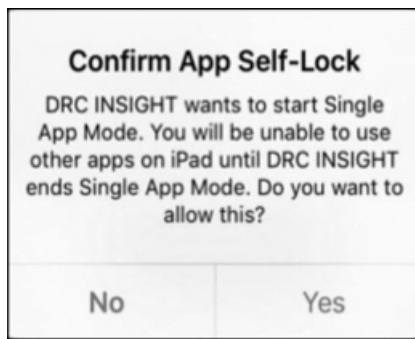 Confirm App Self-Lock
DRC INSIGHT wants to start Single
App Mode. You will be unable to use
other apps on iPad until DRC INSIGHT
ends Single App Mode. Do you want to
allow this?
No
Yes